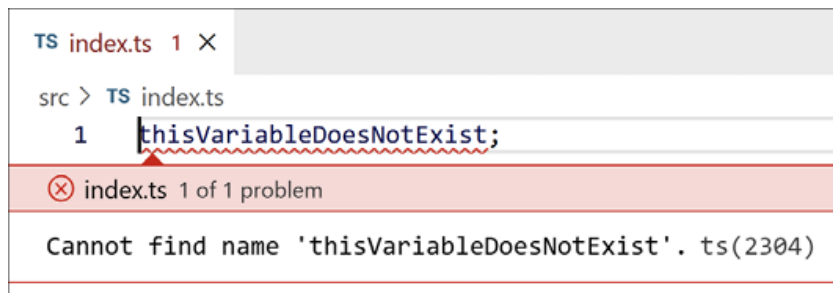 TS index.ts 1 ×
src > TS index.ts
1 thisVariableDoesNotExist;
index.ts 1 of 1 problem
Cannot find name 'thisVariableDoesNotExist'. ts(2304)